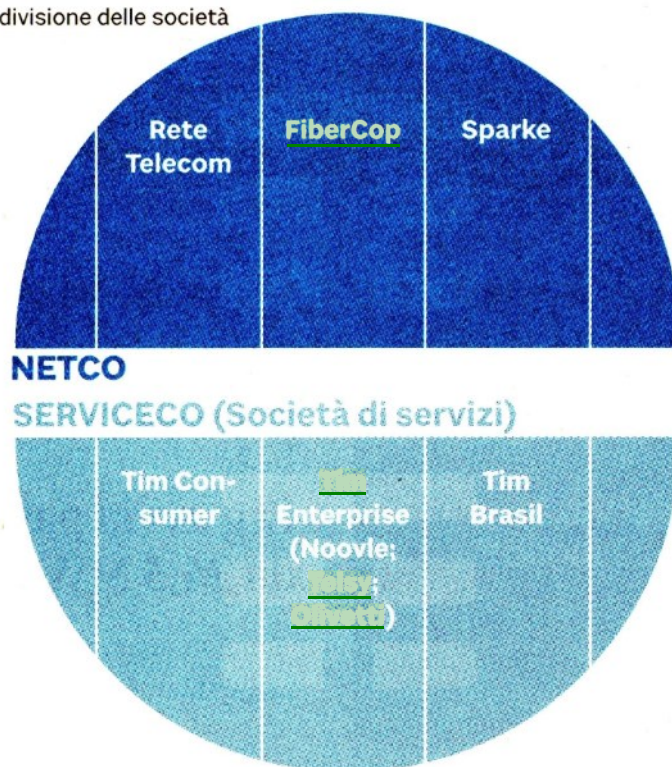 divisione delle società
Rete
Telecom
FiberCop
Sparke
NETCO
SERVICECO (Società di servizi)
Tim Con-
sumer
Tim
Enterprise
(Noovle;
Telsy;
Olivetti)
Tim
Brasil